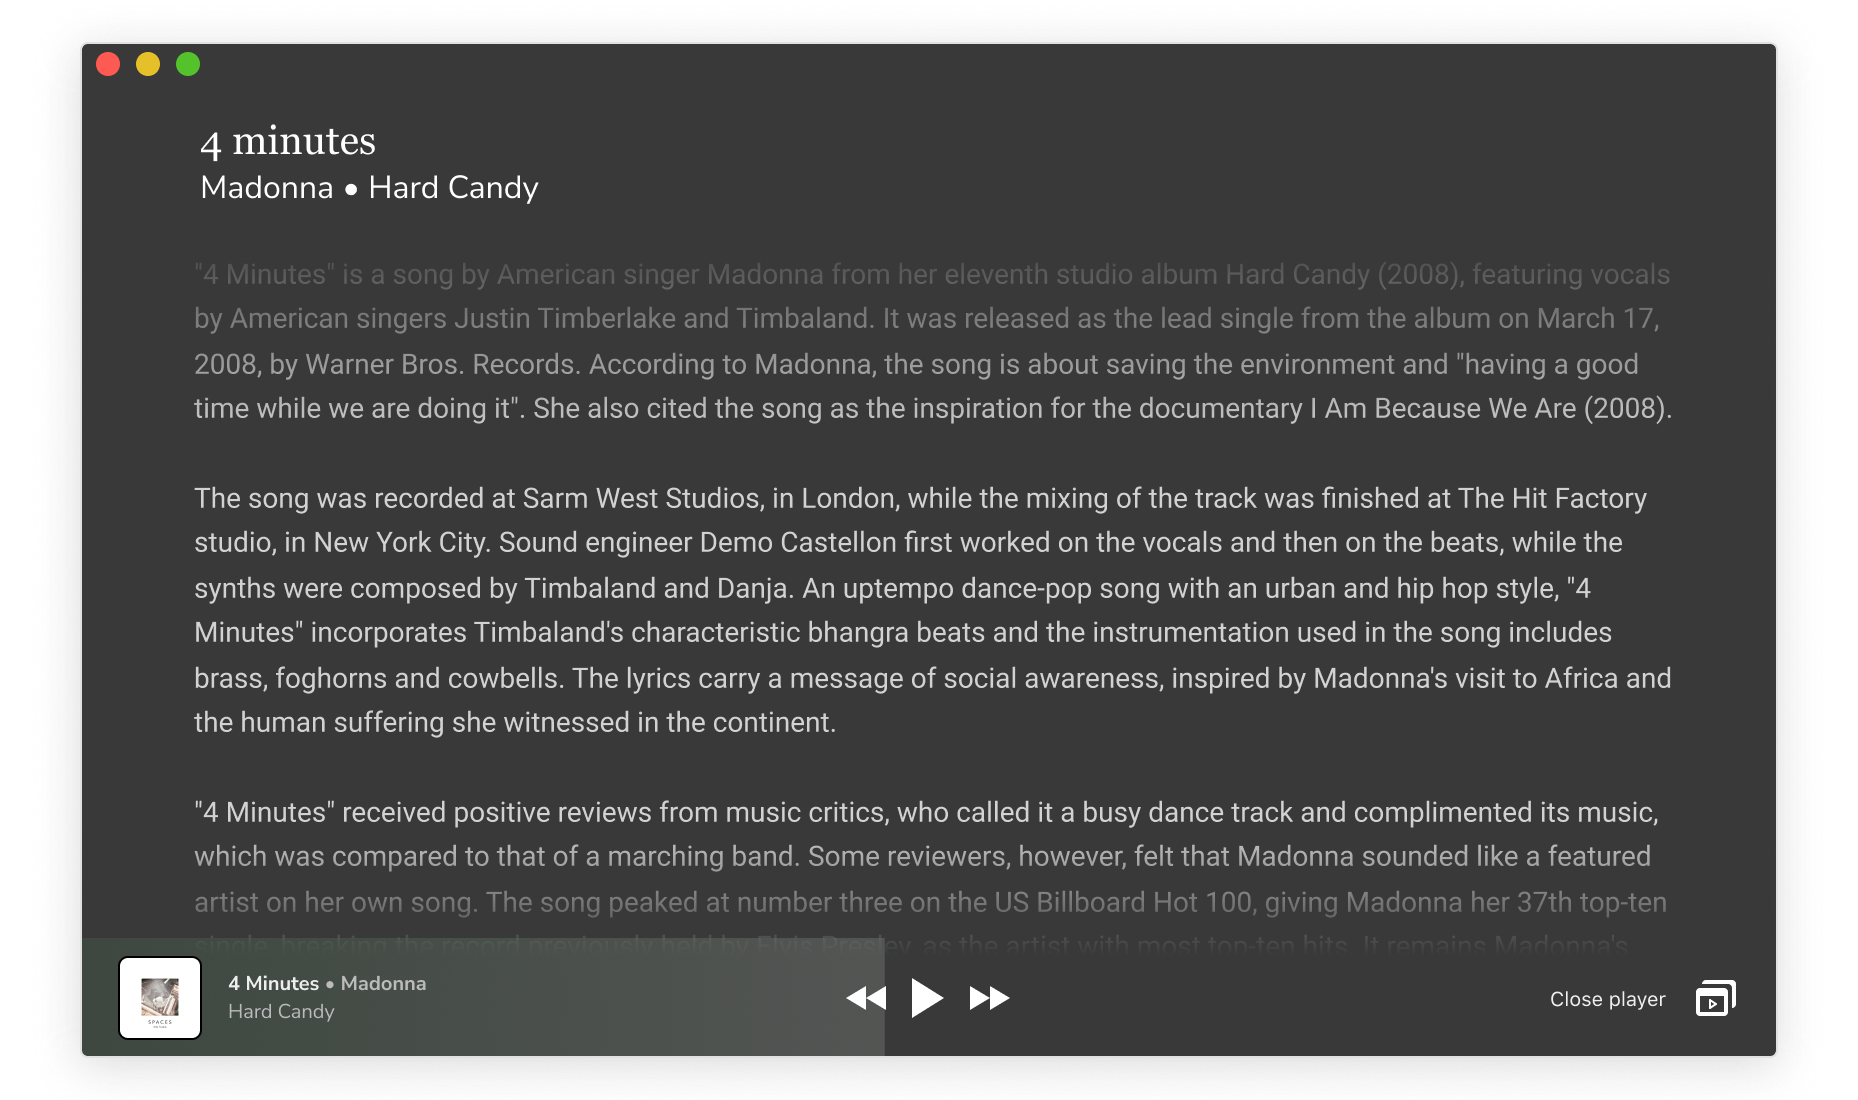 4 minutes
Madonna • Hard Candy
"4 Minutes" is a song by American singer Madonna from her eleventh studio album Hard Candy (2008), featuring vocals
by American singers Justin Timberlake and Timbaland. It was released as the lead single from the album on March 17,
2008, by Warner Bros. Records. According to Madonna, the song is about saving the environment and "having a good
time while we are doing it". She also cited the song as the inspiration for the documentary I Am Because We Are (2008).
The song was recorded at Sarm West Studios, in London, while the mixing of the track was finished at The Hit Factory
studio, in New York City. Sound engineer Demo Castellon first worked on the vocals and then on the beats, while the
synths were composed by Timbaland and Danja. An uptempo dance-pop song with an urban and hip hop style, "4
Minutes" incorporates Timbaland's characteristic bhangra beats and the instrumentation used in the song includes
brass, foghorns and cowbells. The lyrics carry a message of social awareness, inspired by Madonna's visit to Africa and
the human suffering she witnessed in the continent.
"4 Minutes" received positive reviews from music critics, who called it a busy dance track and complimented its music,
which was compared to that of a marching band. Some reviewers, however, felt that Madonna sounded like a featured
artist on her own song. The song peaked at number three on the US Billboard Hot 100, giving Madonna her 37th top-ten
single, breaking the record previously held by Elvis Presley, as the artist with most top-ten hits. It remains Madonna's
SPACES
4 Minutes • Madonna
Hard Candy
Close player